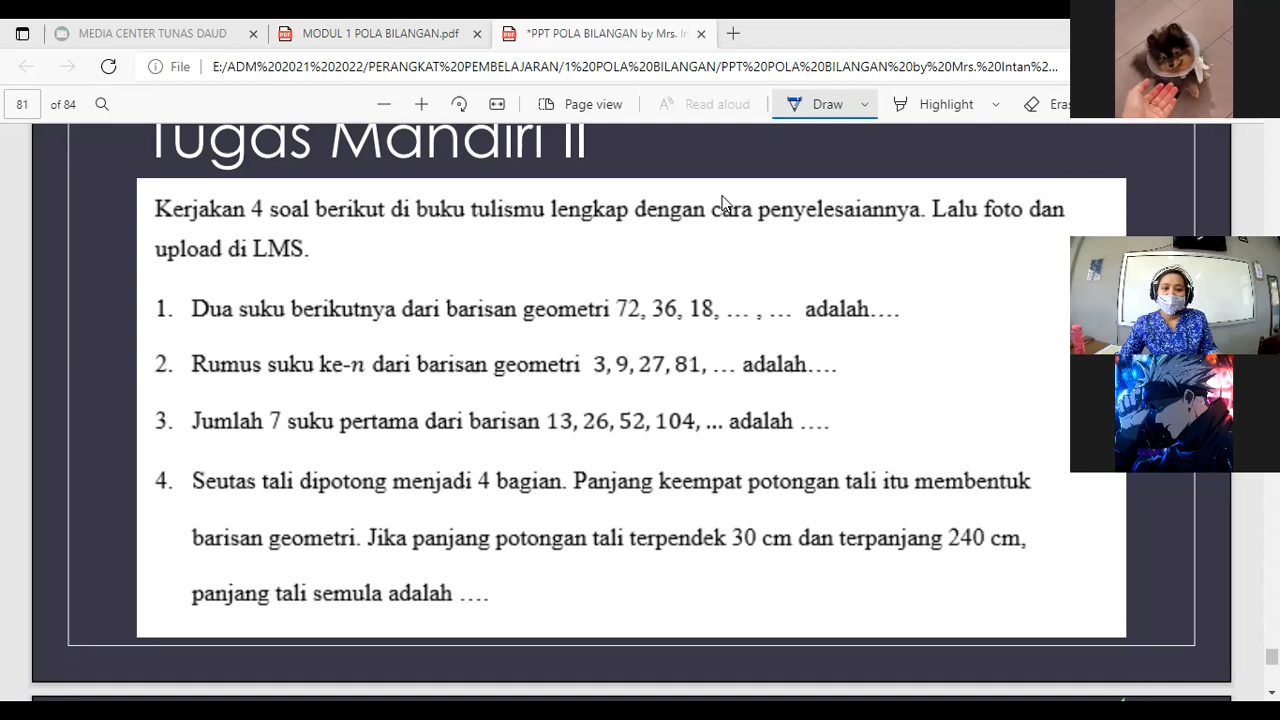 MEDIA CENTER TUNAS DAUD
MODUL 1 POLA BILANGAN.pdf
*PPT POLA BILANGAN by Mrs. In
File E:/ADM%202021%202022/PERANGKAT%20PEMBELAJARAN/1%20POLA%20BILANGAN/PPT%20POLA%20BILANGAN%20by%20Mrs.%20Intan%20...
81 of 84 Page view Read aloud Draw Highlight Eras
Tugas Mandiri II
Kerjakan 4 soal berikut di buku tulismu lengkap dengan cara penyelesaiannya. Lalu foto dan
upload di LMS.
1. Dua suku berikutnya dari barisan geometri 72, 36, 18, … , … adalah….
2. Rumus suku ke-n dari barisan geometri 3, 9, 27, 81, … adalah….
3. Jumlah 7 suku pertama dari barisan 13, 26, 52, 104, ... adalah ….
4. Seutas tali dipotong menjadi 4 bagian. Panjang keempat potongan tali itu membentuk
barisan geometri. Jika panjang potongan tali terpendek 30 cm dan terpanjang 240 cm,
panjang tali semula adalah ….